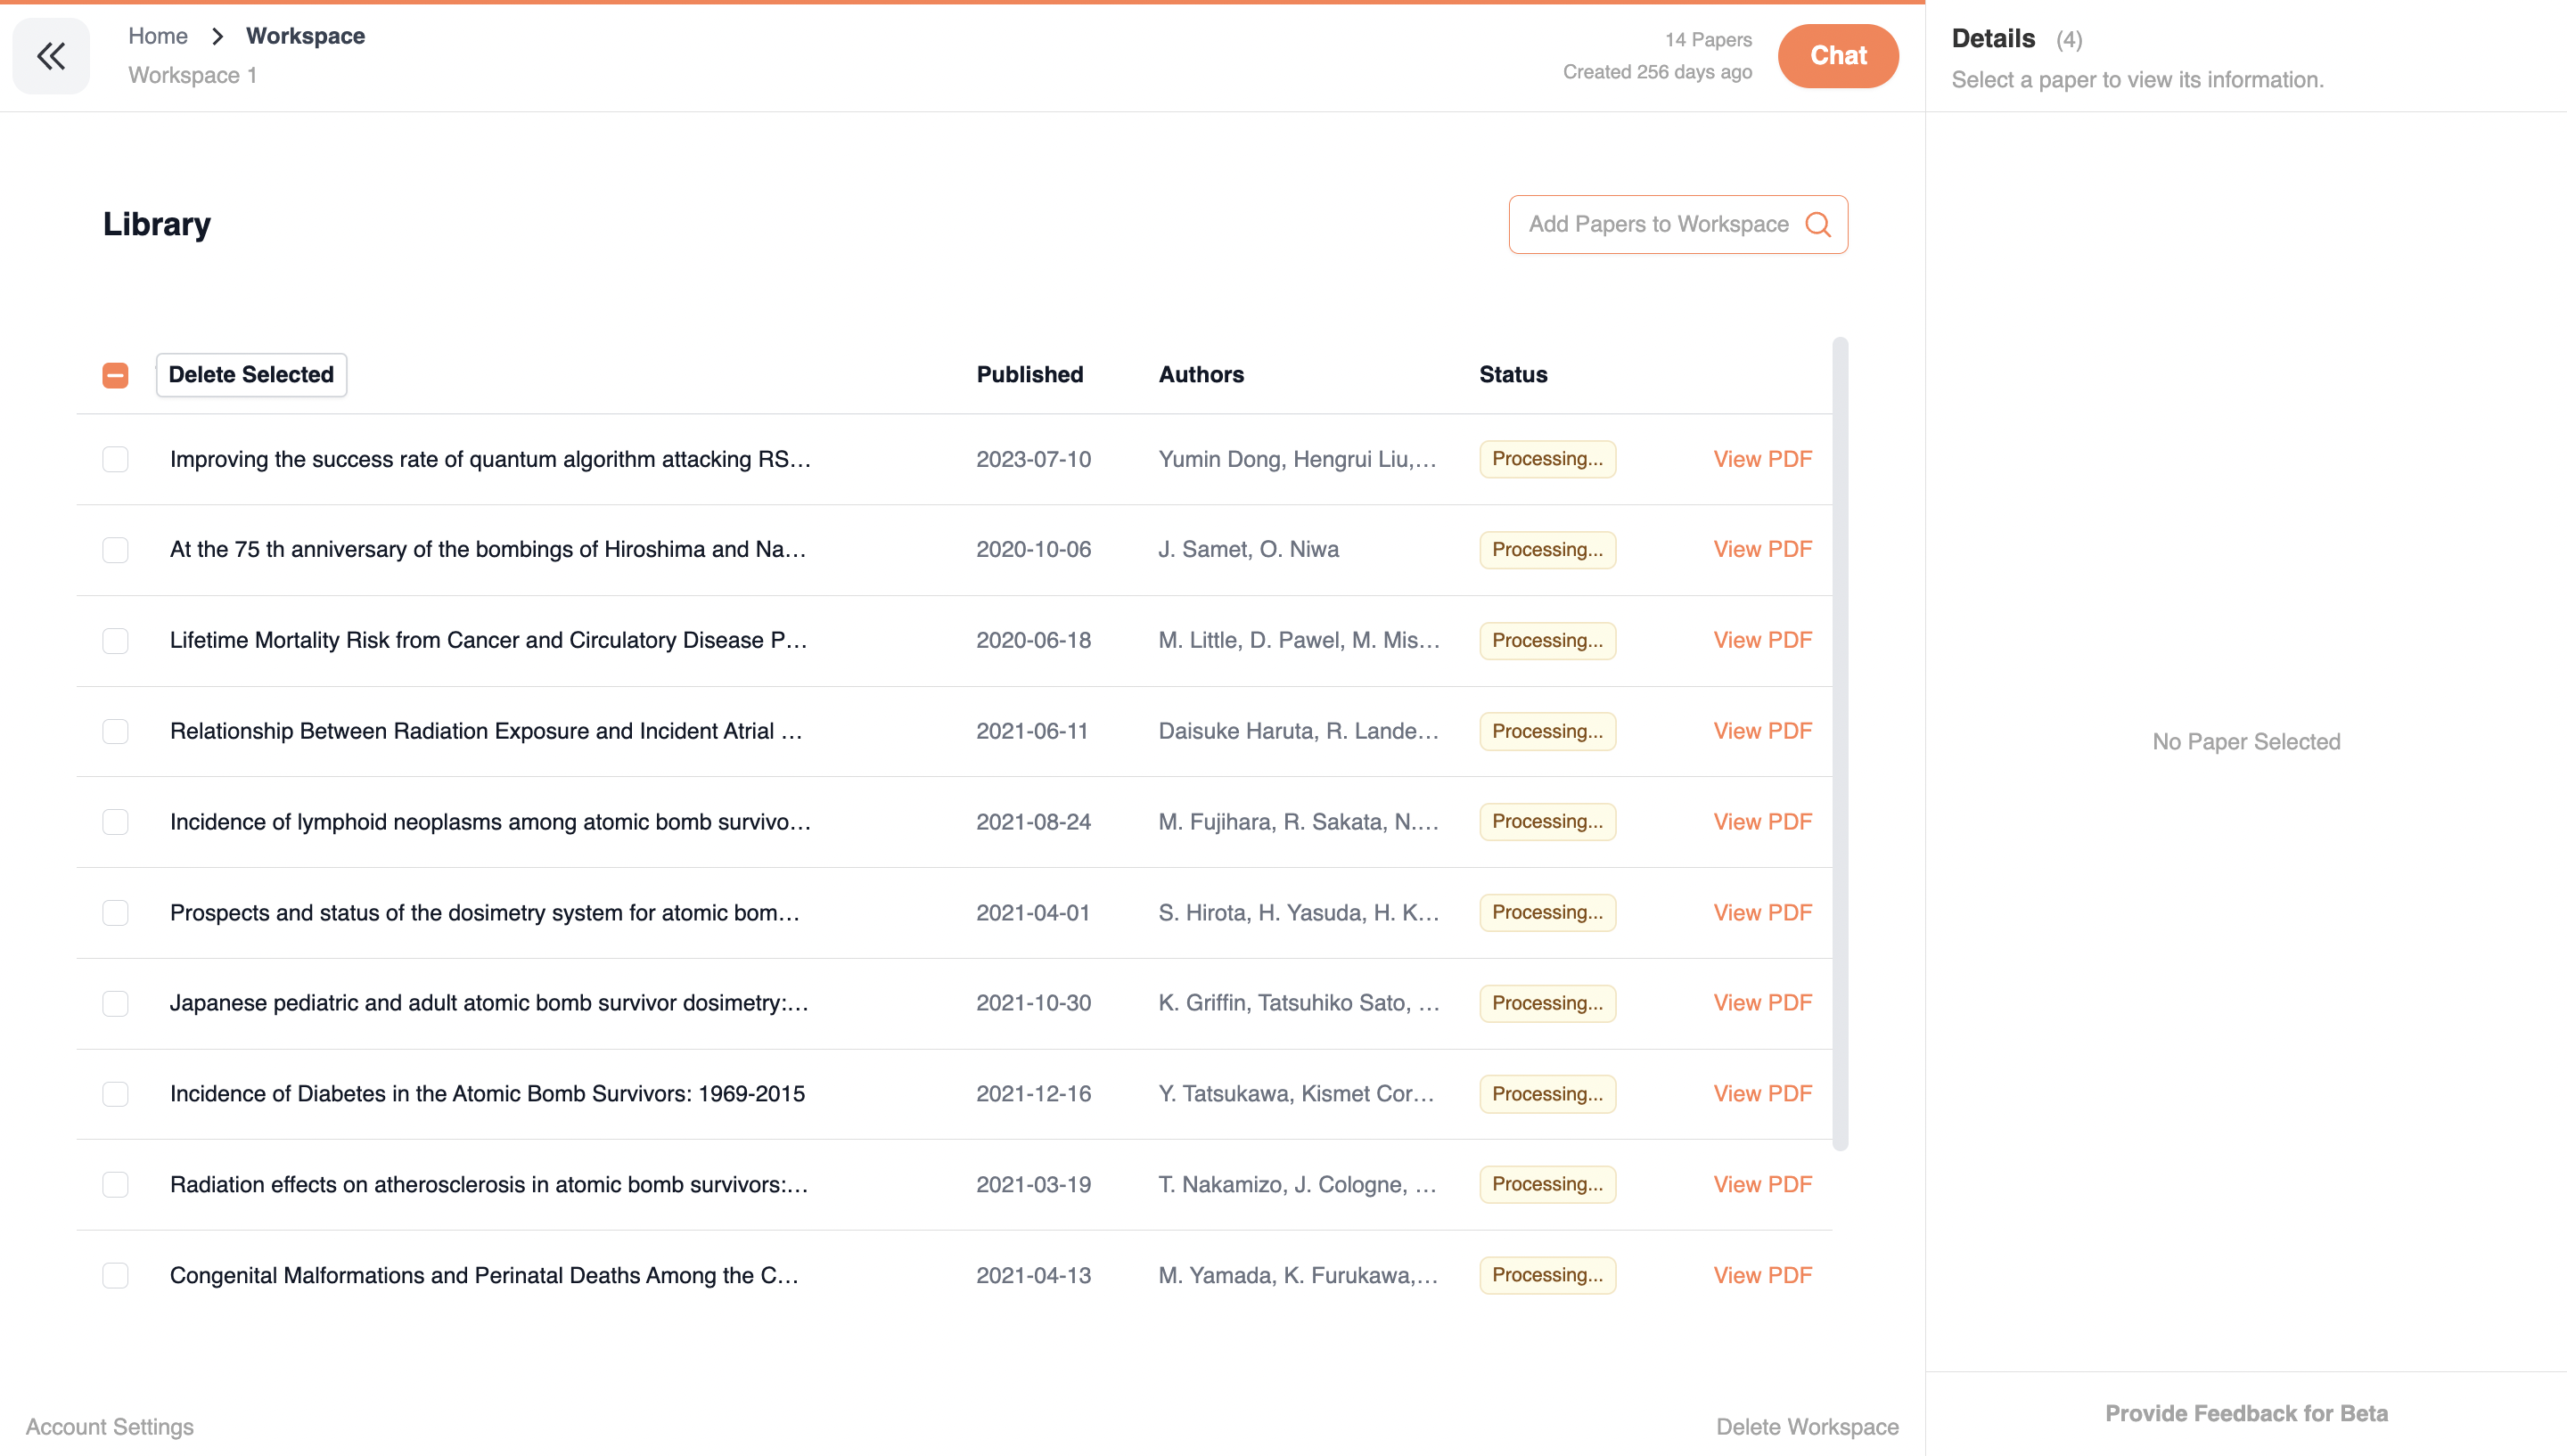 Home > Workspace
Workspace 1
14 Papers
Created 256 days ago
Chat
Details (4)
Select a paper to view its information.
Library
Add Papers to Workspace
Delete Selected Published Authors Status
Improving the success rate of quantum algorithm attacking RS... 2023-07-10 Yumin Dong, Hengrui Liu,... Processing... View PDF
At the 75 th anniversary of the bombings of Hiroshima and Na... 2020-10-06 J. Samet, O. Niwa Processing... View PDF
Lifetime Mortality Risk from Cancer and Circulatory Disease P... 2020-06-18 M. Little, D. Pawel, M. Mis... Processing... View PDF
Relationship Between Radiation Exposure and Incident Atrial ... 2021-06-11 Daisuke Haruta, R. Lande... Processing... View PDF
Incidence of lymphoid neoplasms among atomic bomb survivo... 2021-08-24 M. Fujihara, R. Sakata, N.... Processing... View PDF
Prospects and status of the dosimetry system for atomic bom... 2021-04-01 S. Hirota, H. Yasuda, H. K... Processing... View PDF
Japanese pediatric and adult atomic bomb survivor dosimetry:... 2021-10-30 K. Griffin, Tatsuhiko Sato, ... Processing... View PDF
Incidence of Diabetes in the Atomic Bomb Survivors: 1969-2015 2021-12-16 Y. Tatsukawa, Kismet Cor... Processing... View PDF
Radiation effects on atherosclerosis in atomic bomb survivors:... 2021-03-19 T. Nakamizo, J. Cologne, ... Processing... View PDF
Congenital Malformations and Perinatal Deaths Among the C... 2021-04-13 M. Yamada, K. Furukawa,... Processing... View PDF
No Paper Selected
Account Settings
Delete Workspace
Provide Feedback for Beta